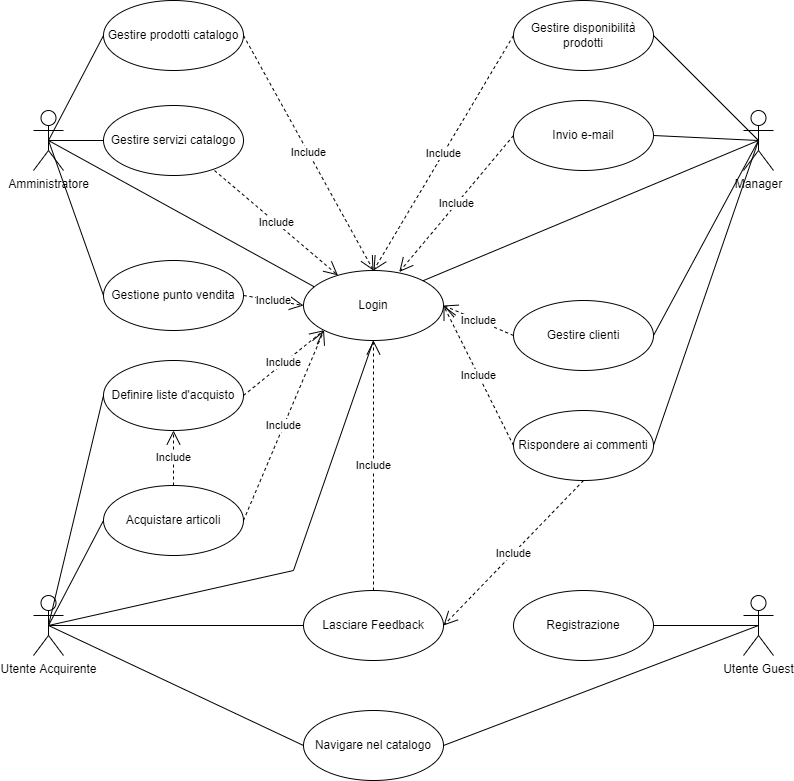 Gestire prodotti catalogo
Gestire disponibilità
prodotti
Gestire servizi catalogo
Invio e-mail
Include
Include
Amministratore
Manager
Include
Include
Gestione punto vendita
Include
Login
Include
Gestire clienti
Include
Include
Definire liste d'acquisto
Include
Rispondere ai commenti
Include
Include
Acquistare articoli
Include
Lasciare Feedback
Registrazione
Utente Acquirente
Utente Guest
Navigare nel catalogo